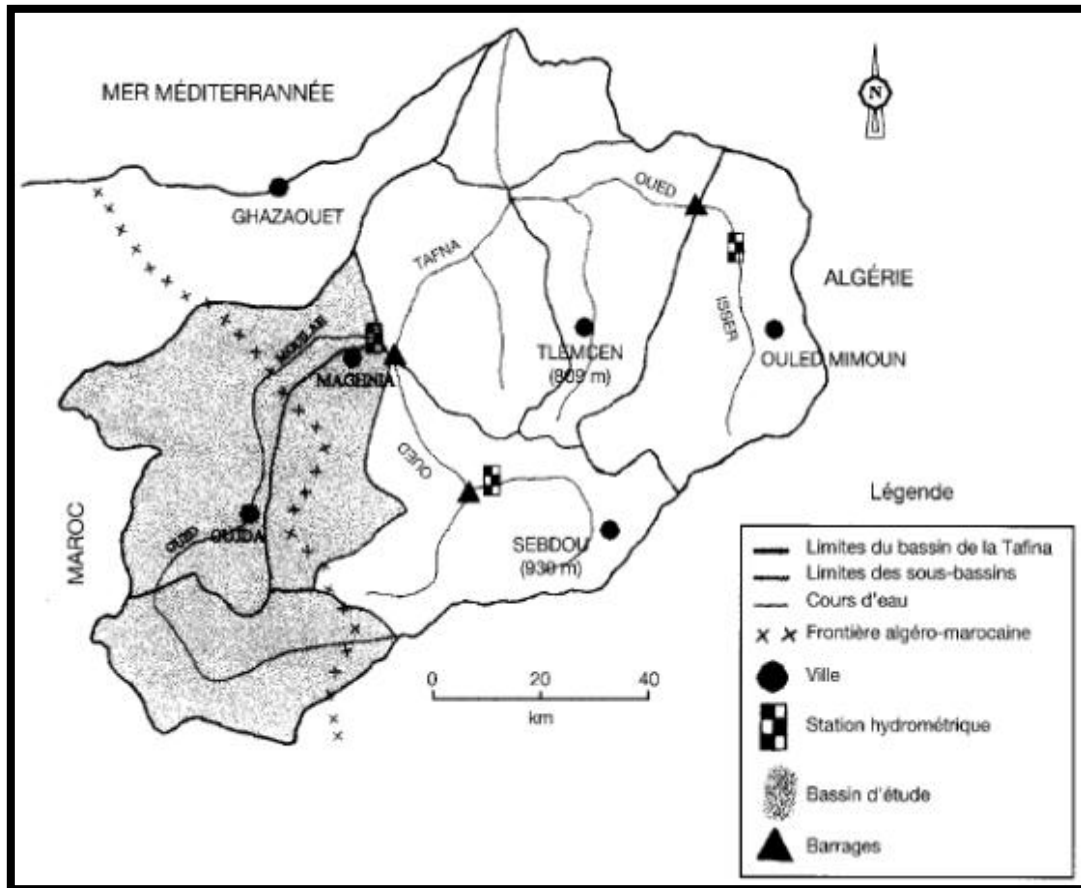 MER MÉDITERRANNÉE
N
GHAZAOUET
OUED
TAFNA
ALGÉRIE
ISSER
MOUILAH
MAGHNIA
TLEMCEN
(809 m)
OULED MIMOUN
OUED
MAROC
OUED
OUJDA
SEBDOU
(930 m)
0 20 40
km
Légende
Limites du bassin de la Tafina
Limites des sous-bassins
Cours d'eau
Frontière algéro-marocaine
Ville
Station hydrométrique
Bassin d'étude
Barrages